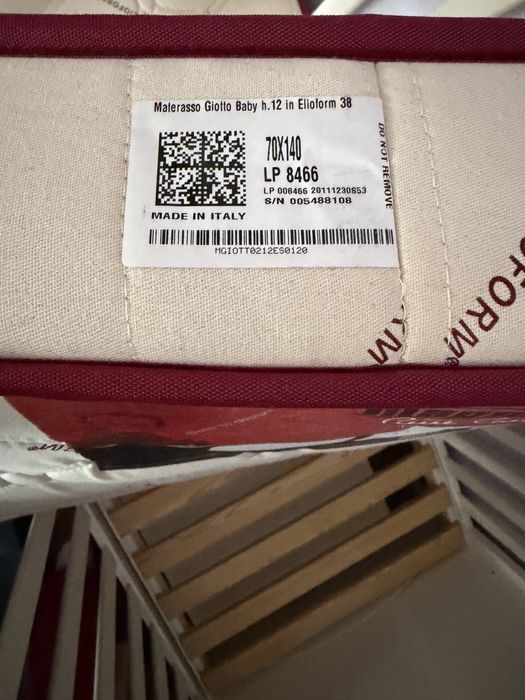 Materasso Giotto Baby h.12 in Elioform 38
70X140
LP 8466
LP 008466 20111230853
S/N 005488108
MADE IN ITALY
DO NOT REMOVE
MGIOTT0212ES0120